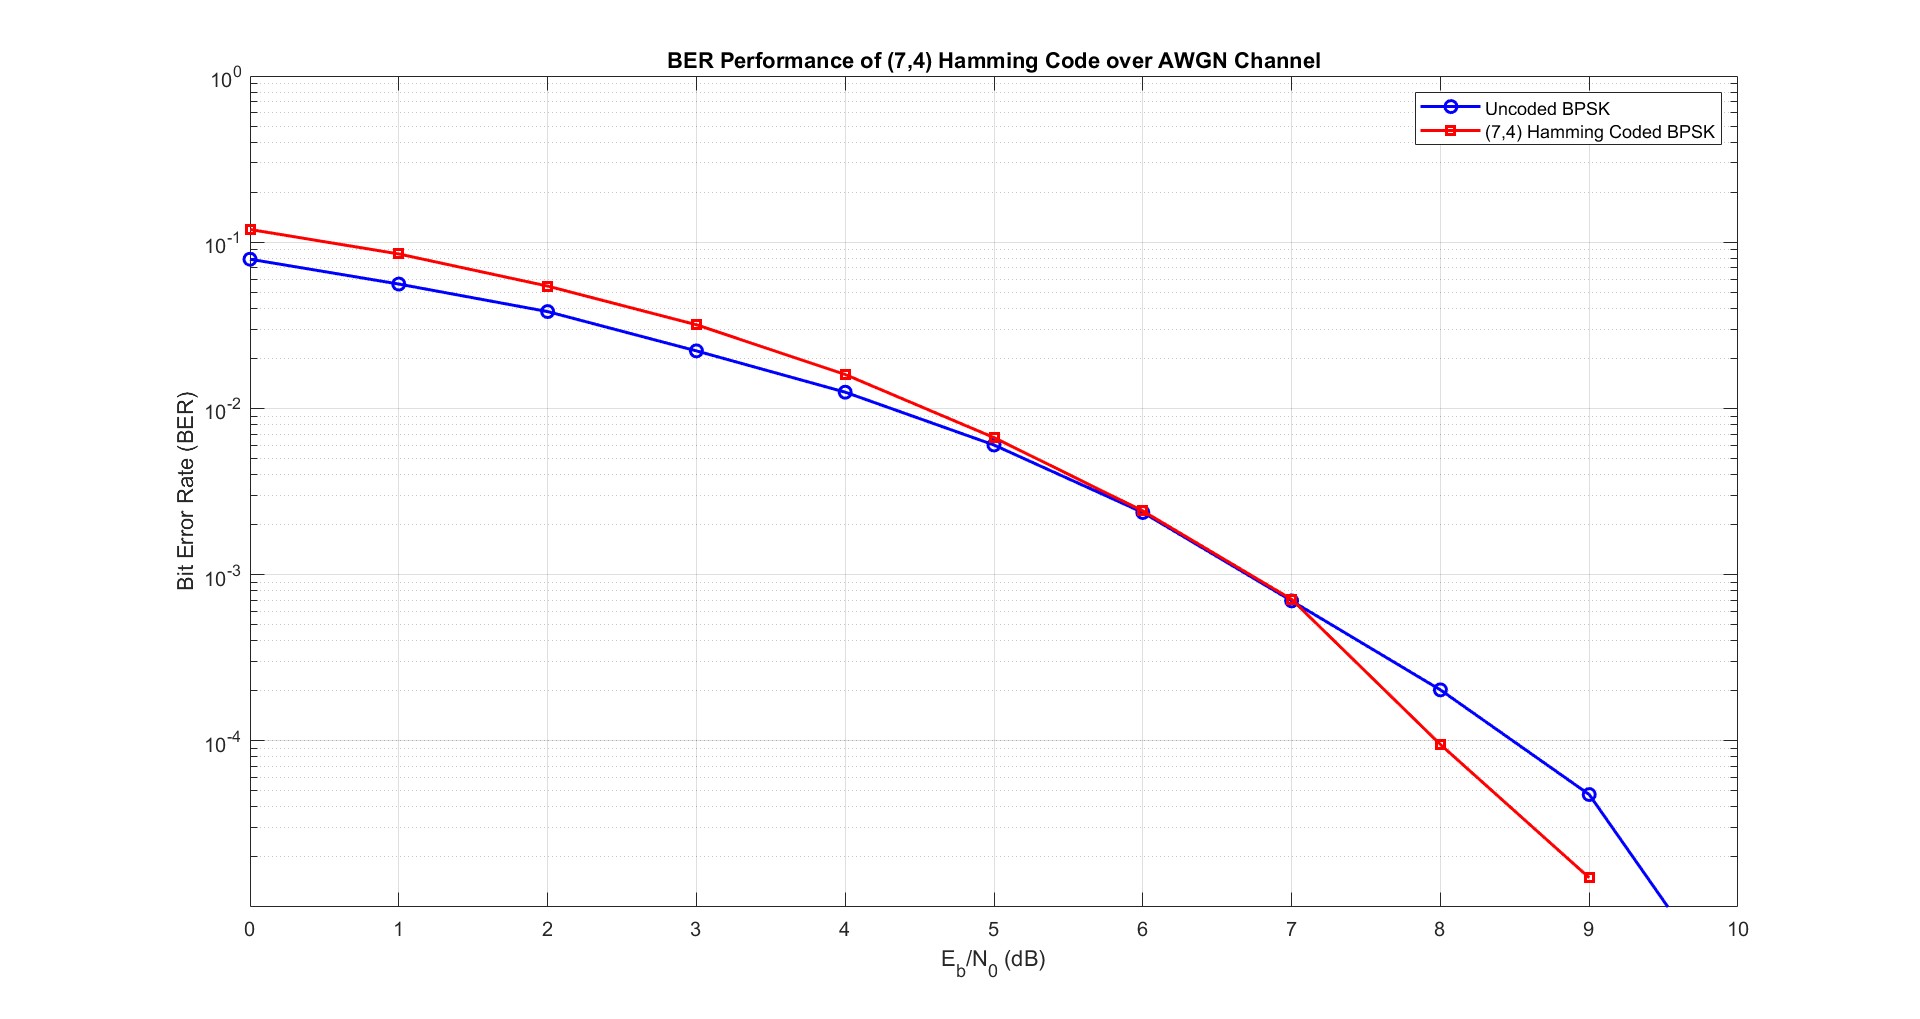 BER Performance of (7,4) Hamming Code over AWGN Channel
Uncoded BPSK
(7,4) Hamming Coded BPSK
10^0
10^-1
10^-2
10^-3
10^-4
Bit Error Rate (BER)
0 1 2 3 4 5 6 7 8 9 10
E_b/N_0 (dB)